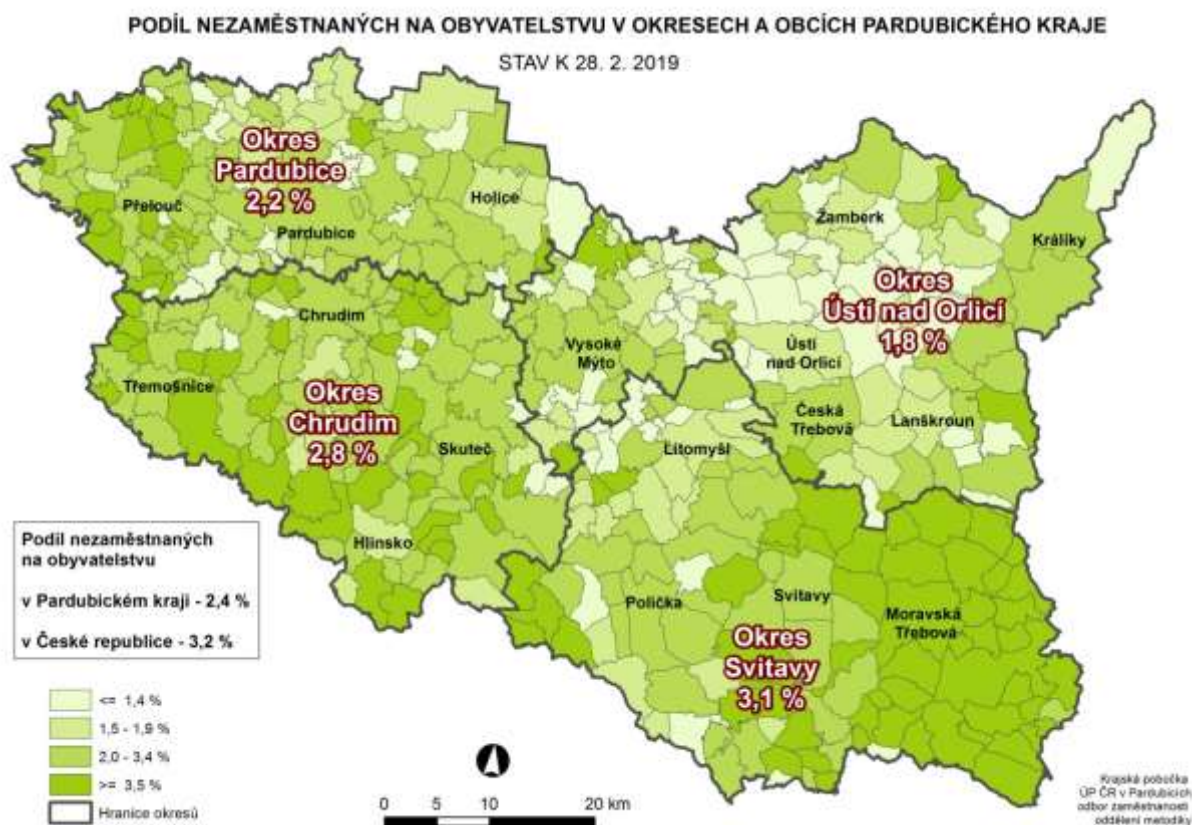 PODÍL NEZAMĚSTNANÝCH NA OBYVATELSTVU V OKRESECH A OBCÍCH PARDUBICKÉHO KRAJE
STAV K 28. 2. 2019
Okres
Pardubice
2,2 %
Přelouč
Pardubice
Holice
Žamberk
Králíky
Okres
Ústí nad Orlicí
1,8 %
Chrudim
Vysoké
Mýto
Ústí
nad Orlicí
Třemošnice
Okres
Chrudim
2,8 %
Skuteč
Česká
Třebová
Lanškroun
Litomyšl
Hlinsko
Polička
Svitavy
Moravská
Třebová
Okres
Svitavy
3,1 %
Podíl nezaměstnaných
na obyvatelstvu
v Pardubickém kraji - 2,4 %
v České republice - 3,2 %
<= 1,4 %
1,5 - 1,9 %
2,0 - 3,4 %
>= 3,5 %
Hranice okresů
0 5 10 20 km
Krajská pobočka
ÚP ČR v Pardubicích
odbor zaměstnanosti
oddělení metodiky